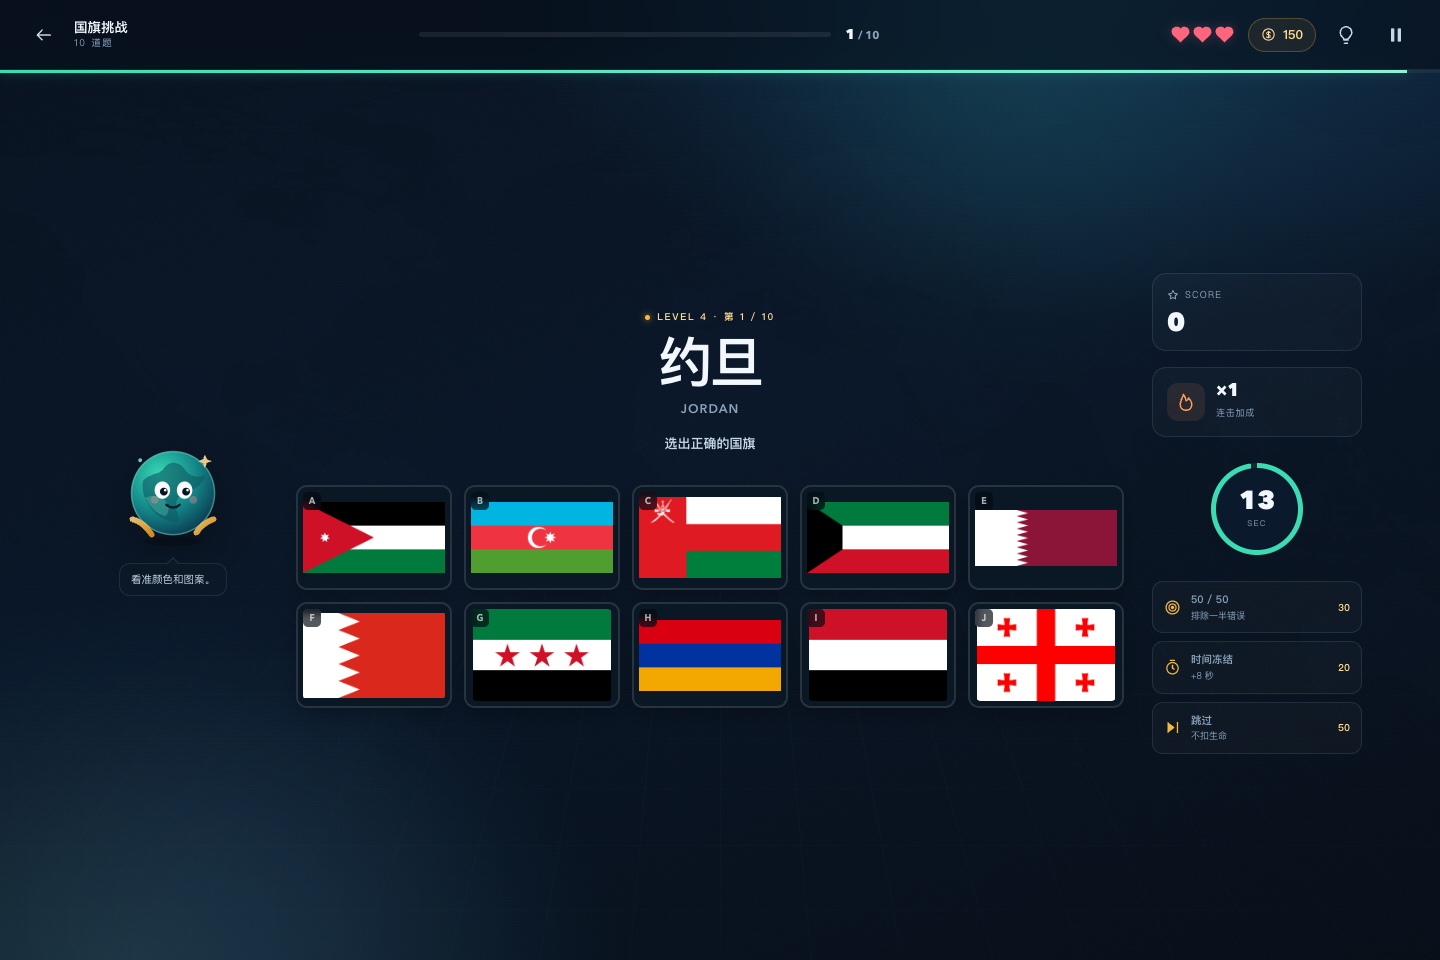 国旗挑战
10 道题
1 / 10
150
LEVEL 4 · 第 1 / 10
约旦
JORDAN
选出正确的国旗
看准颜色和图案。
A
B
C
D
E
F
G
H
I
J
SCORE
0
×1
连击加成
13
SEC
50 / 50
排除一半错误
30
时间冻结
+8 秒
20
跳过
不扣生命
50